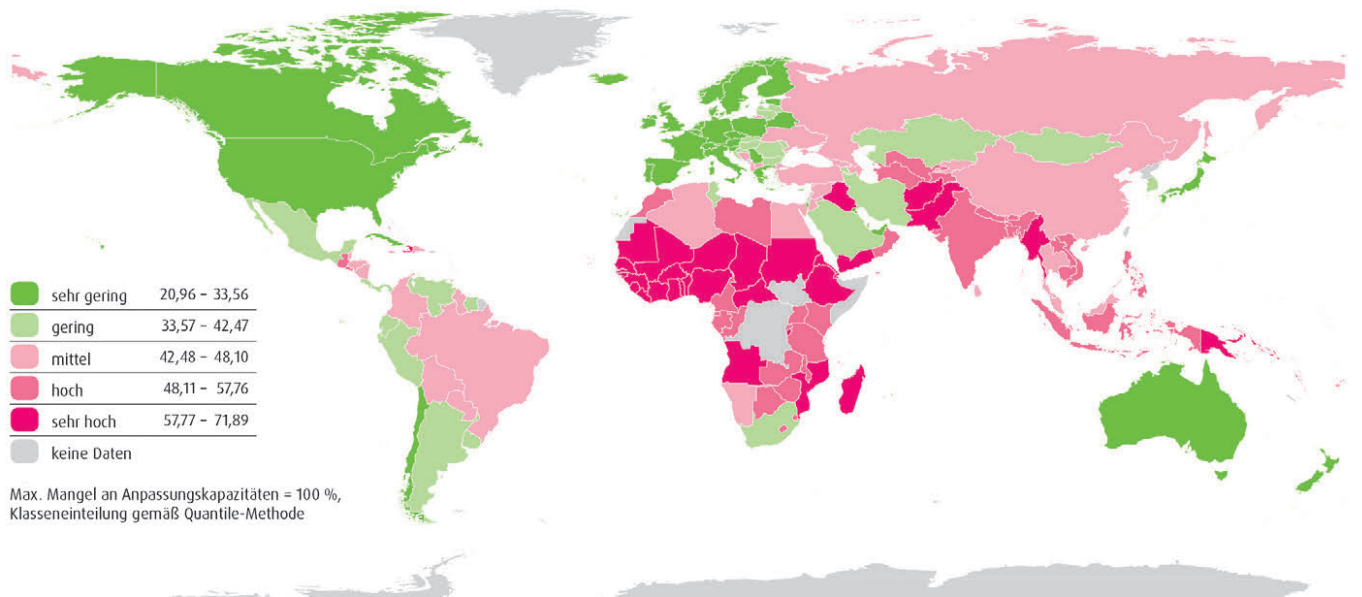 sehr gering 20,96 – 33,56
gering 33,57 – 42,47
mittel 42,48 – 48,10
hoch 48,11 – 57,76
sehr hoch 57,77 – 71,89
keine Daten
Max. Mangel an Anpassungskapazitäten = 100 %,
Klasseneinteilung gemäß Quantile-Methode